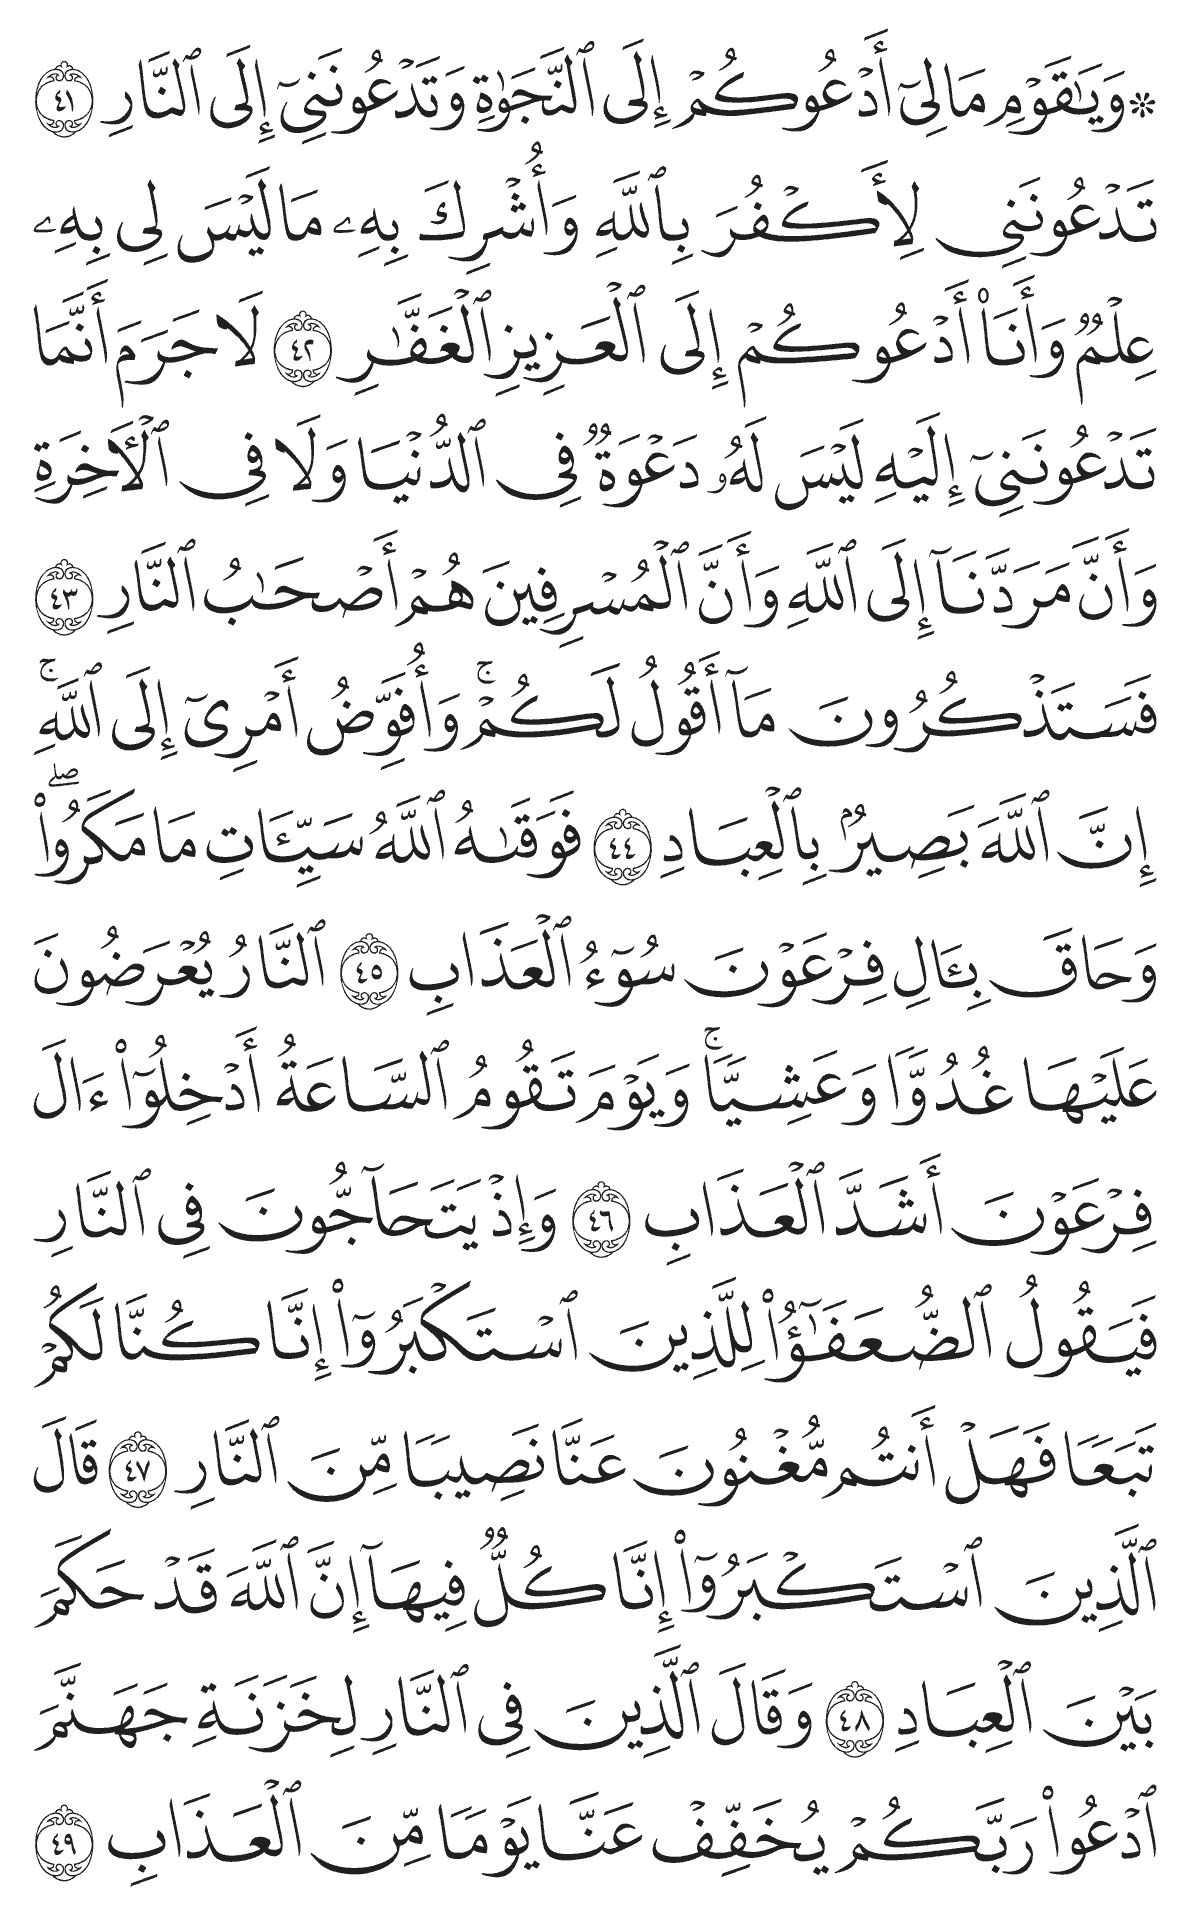 ۞ وَيَٰقَوْمِ مَا لِىٓ أَدْعُوكُمْ إِلَى ٱلنَّجَوٰةِ وَتَدْعُونَنِىٓ إِلَى ٱلنَّارِ ٤١
تَدْعُونَنِى لِأَكْفُرَ بِٱللَّهِ وَأُشْرِكَ بِهِۦ مَا لَيْسَ لِى بِهِۦ
عِلْمٌ وَأَنَا۠ أَدْعُوكُمْ إِلَى ٱلْعَزِيزِ ٱلْغَفَّٰرِ ٤٢ لَا جَرَمَ أَنَّمَا
تَدْعُونَنِىٓ إِلَيْهِ لَيْسَ لَهُۥ دَعْوَةٌ فِى ٱلدُّنْيَا وَلَا فِى ٱلْـَٔاخِرَةِ
وَأَنَّ مَرَدَّنَآ إِلَى ٱللَّهِ وَأَنَّ ٱلْمُسْرِفِينَ هُمْ أَصْحَٰبُ ٱلنَّارِ ٤٣
فَسَتَذْكُرُونَ مَآ أَقُولُ لَكُمْ ۚ وَأُفَوِّضُ أَمْرِىٓ إِلَى ٱللَّهِ ۚ
إِنَّ ٱللَّهَ بَصِيرٌۢ بِٱلْعِبَادِ ٤٤ فَوَقَىٰهُ ٱللَّهُ سَيِّـَٔاتِ مَا مَكَرُوا۟ ۖ
وَحَاقَ بِـَٔالِ فِرْعَوْنَ سُوٓءُ ٱلْعَذَابِ ٤٥ ٱلنَّارُ يُعْرَضُونَ
عَلَيْهَا غُدُوًّا وَعَشِيًّا ۚ وَيَوْمَ تَقُومُ ٱلسَّاعَةُ أَدْخِلُوٓا۟ ءَالَ
فِرْعَوْنَ أَشَدَّ ٱلْعَذَابِ ٤٦ وَإِذْ يَتَحَآجُّونَ فِى ٱلنَّارِ
فَيَقُولُ ٱلضُّعَفَٰٓؤُا۟ لِلَّذِينَ ٱسْتَكْبَرُوٓا۟ إِنَّا كُنَّا لَكُمْ
تَبَعًا فَهَلْ أَنتُم مُّغْنُونَ عَنَّا نَصِيبًا مِّنَ ٱلنَّارِ ٤٧ قَالَ
ٱلَّذِينَ ٱسْتَكْبَرُوٓا۟ إِنَّا كُلٌّ فِيهَآ إِنَّ ٱللَّهَ قَدْ حَكَمَ
بَيْنَ ٱلْعِبَادِ ٤٨ وَقَالَ ٱلَّذِينَ فِى ٱلنَّارِ لِخَزَنَةِ جَهَنَّمَ
ٱدْعُوا۟ رَبَّكُمْ يُخَفِّفْ عَنَّا يَوْمًا مِّنَ ٱلْعَذَابِ ٤٩